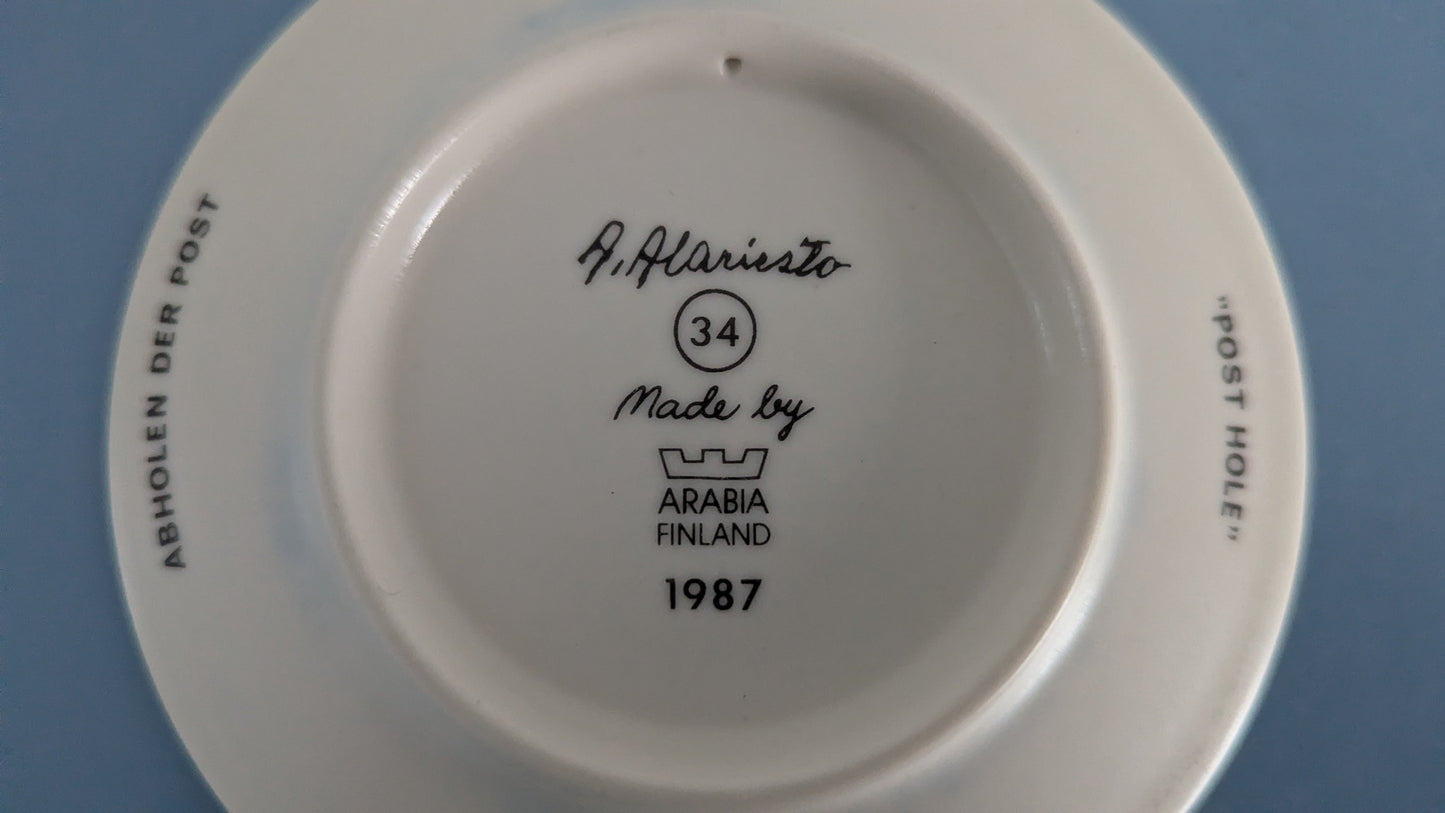 A. Alariesto
34
Made by
ARABIA
FINLAND
1987
ABHOLEN DER POST
"POST HOLE"